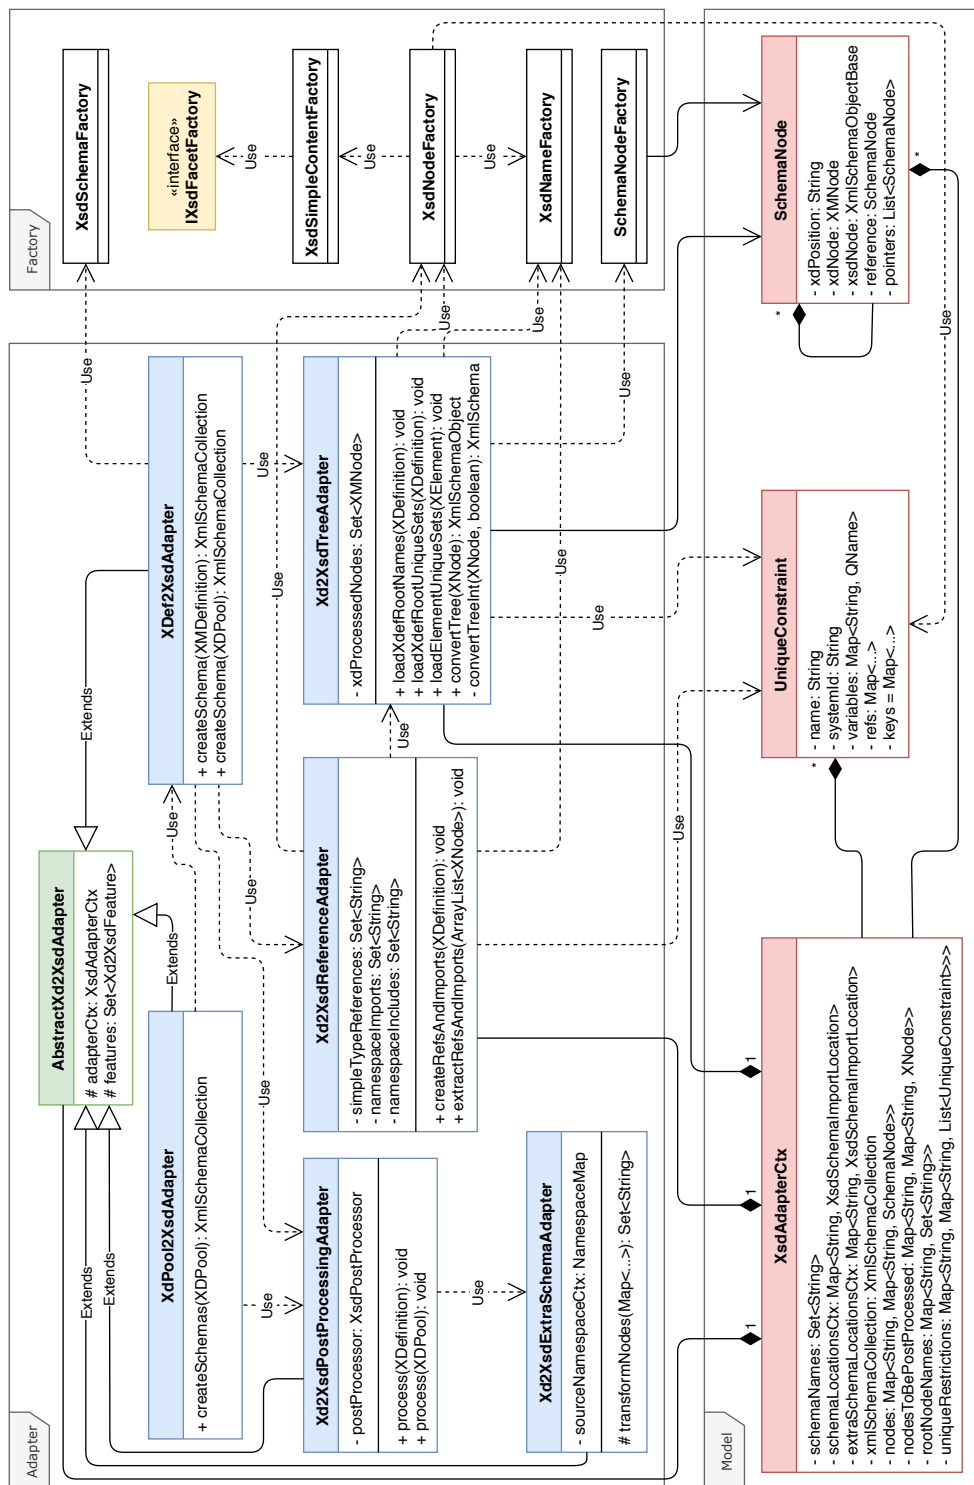 Adapter
AbstractXd2XsdAdapter
# adapterCtx: XsdAdapterCtx
# features: Set<Xd2XsdFeature>
Extends
Extends
Extends
Extends
XdPool2XsdAdapter
+ createSchemas(XDPool): XmlSchemaCollection
Use
XDef2XsdAdapter
+ createSchema(XMDefinition): XmlSchemaCollection
+ createSchema(XDPool): XmlSchemaCollection
Use
Use
Use
Use
Use
Use
Xd2XsdPostProcessingAdapter
- postProcessor: XsdPostProcessor
+ process(XDefinition): void
+ process(XDPool): void
Use
Xd2XsdReferenceAdapter
- simpleTypeReferences: Set<String>
- namespaceImports: Set<String>
- namespaceIncludes: Set<String>
+ createRefsAndImports(XDefinition): void
+ extractRefsAndImports(ArrayList<XNode>): void
Use
Xd2XsdTreeAdapter
- xdProcessedNodes: Set<XMNode>
+ loadXdefRootNames(XDefinition): void
+ loadXdefRootUniqueSets(XDefinition): void
+ loadElementUniqueSets(XElement): void
+ convertTree(XNode): XmlSchemaObject
- convertTreeInt(XNode, boolean): XmlSchema
Use
Use
Use
Use
Xd2XsdExtraSchemaAdapter
- sourceNamespaceCtx: NamespaceMap
# transformNodes(Map<...>): Set<String>
Factory
XsdSchemaFactory
«interface»
IXsdFacetFactory
Use
XsdSimpleContentFactory
Use
XsdNodeFactory
Use
XsdNameFactory
SchemaNodeFactory
Use
Use
Model
XsdAdapterCtx
- schemaNames: Set<String>
- schemaLocationsCtx: Map<String, XsdSchemaImportLocation>
- extraSchemaLocationsCtx: Map<String, XsdSchemaImportLocation>
- xmlSchemaCollection: XmlSchemaCollection
- nodes: Map<String, Map<String, SchemaNode>>
- nodesToBePostProcessed: Map<String, Map<String, XNode>>
- rootNodeNames: Map<String, Set<String>>
- uniqueRestrictions: Map<String, Map<String, List<UniqueConstraint>>>
1
1
1
UniqueConstraint
- name: String
- systemId: String
- variables: Map<String, QName>
- refs: Map<...>
- keys = Map<...>
*
SchemaNode
- xdPosition: String
- xdNode: XMNode
- xsdNode: XmlSchemaObjectBase
- reference: SchemaNode
- pointers: List<SchemaNode>
*
*